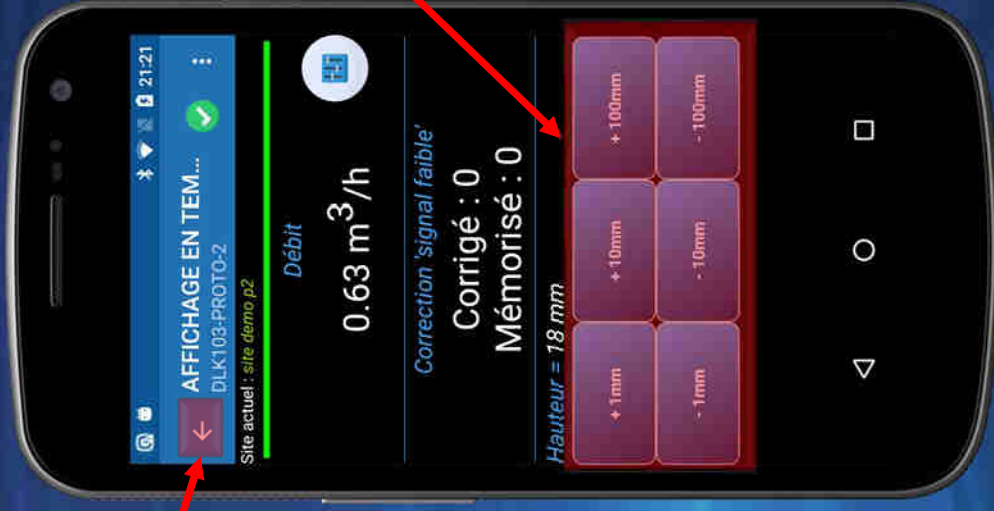 21:21
AFFICHAGE EN TEM...
DLK103-PROTO-2
Site actuel : site demo p2
Débit
0.63 m³/h
Correction 'signal faible'
Corrigé : 0
Mémorisé : 0
Hauteur = 18 mm
+ 1mm + 10mm + 100mm
- 1mm - 10mm - 100mm